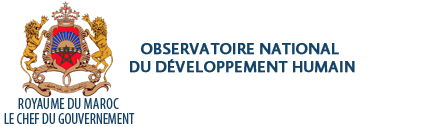 OBSERVATOIRE NATIONAL
DU DÉVELOPPEMENT HUMAIN
ROYAUME DU MAROC
LE CHEF DU GOUVERNEMENT